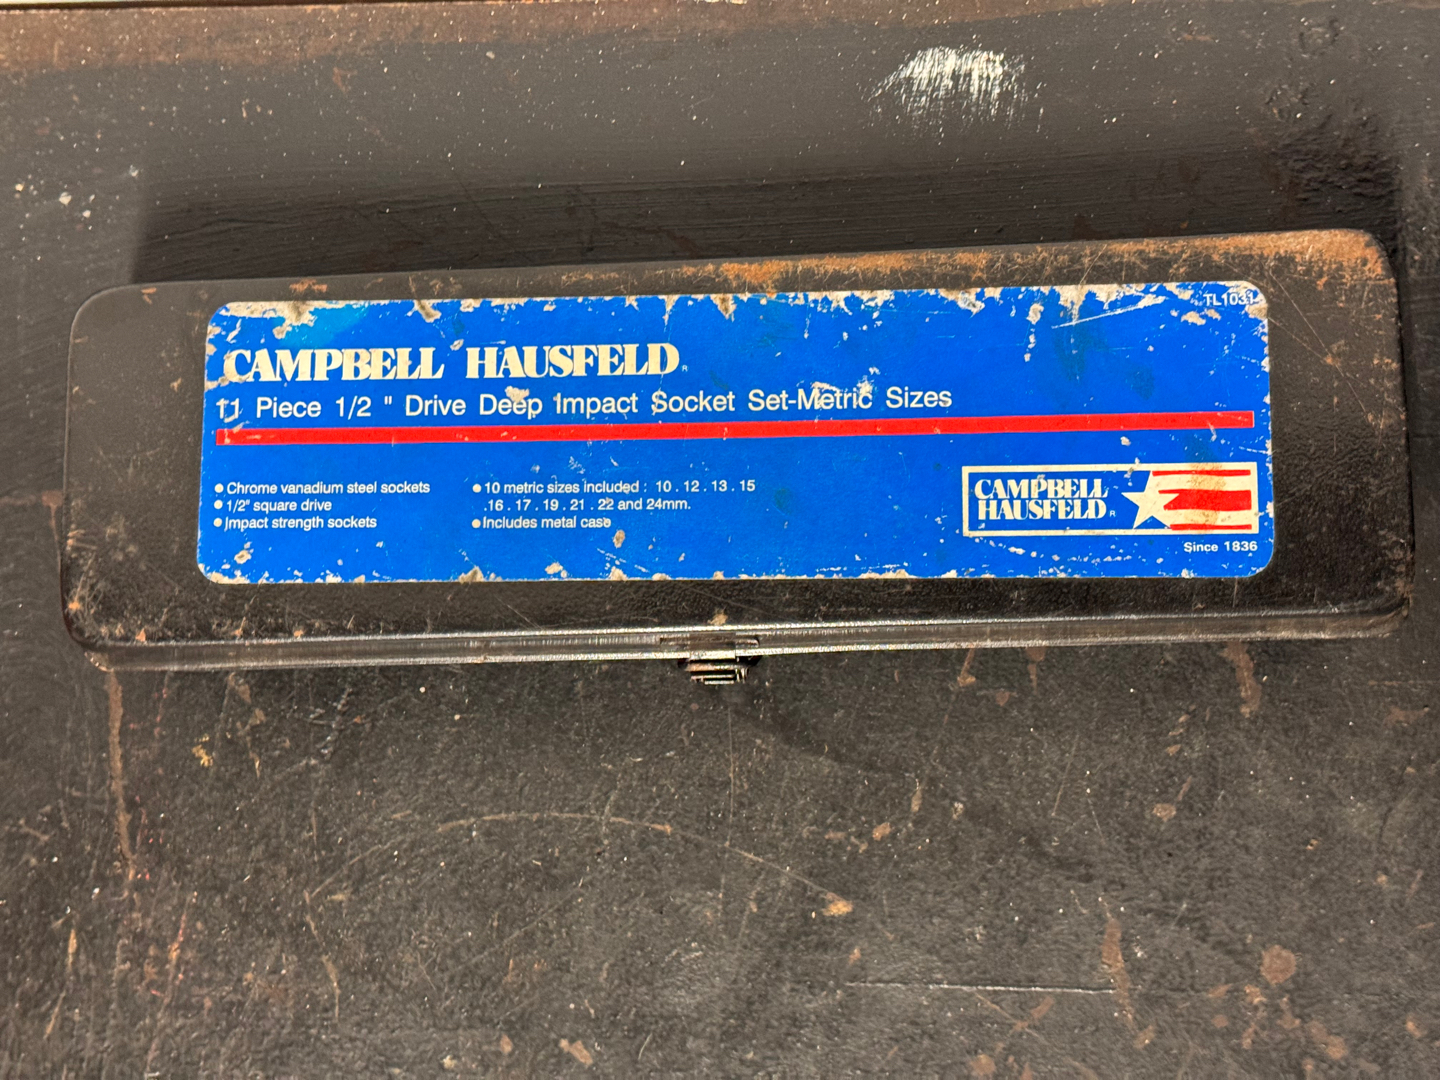 TL1031
CAMPBELL HAUSFELD®
11 Piece 1/2 " Drive Deep Impact Socket Set-Metric Sizes
● Chrome vanadium steel sockets
● 1/2" square drive
● Impact strength sockets
● 10 metric sizes included : 10 . 12 . 13 . 15
.16 . 17 . 19 . 21 . 22 and 24mm.
● Includes metal case
CAMPBELL
HAUSFELD®
Since 1836